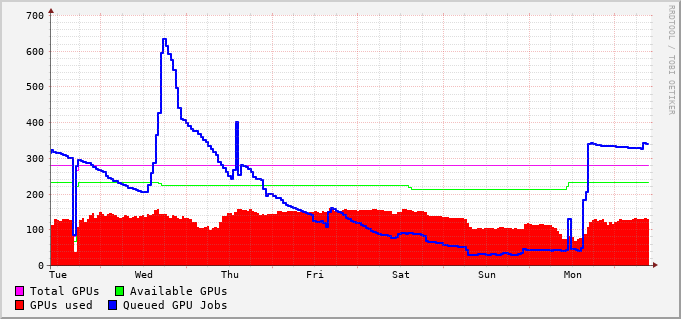 700
600
500
400
300
200
100
0
Tue Wed Thu Fri Sat Sun Mon
Total GPUs Available GPUs
GPUs used Queued GPU Jobs
RRDTOOL / TOBI OETIKER